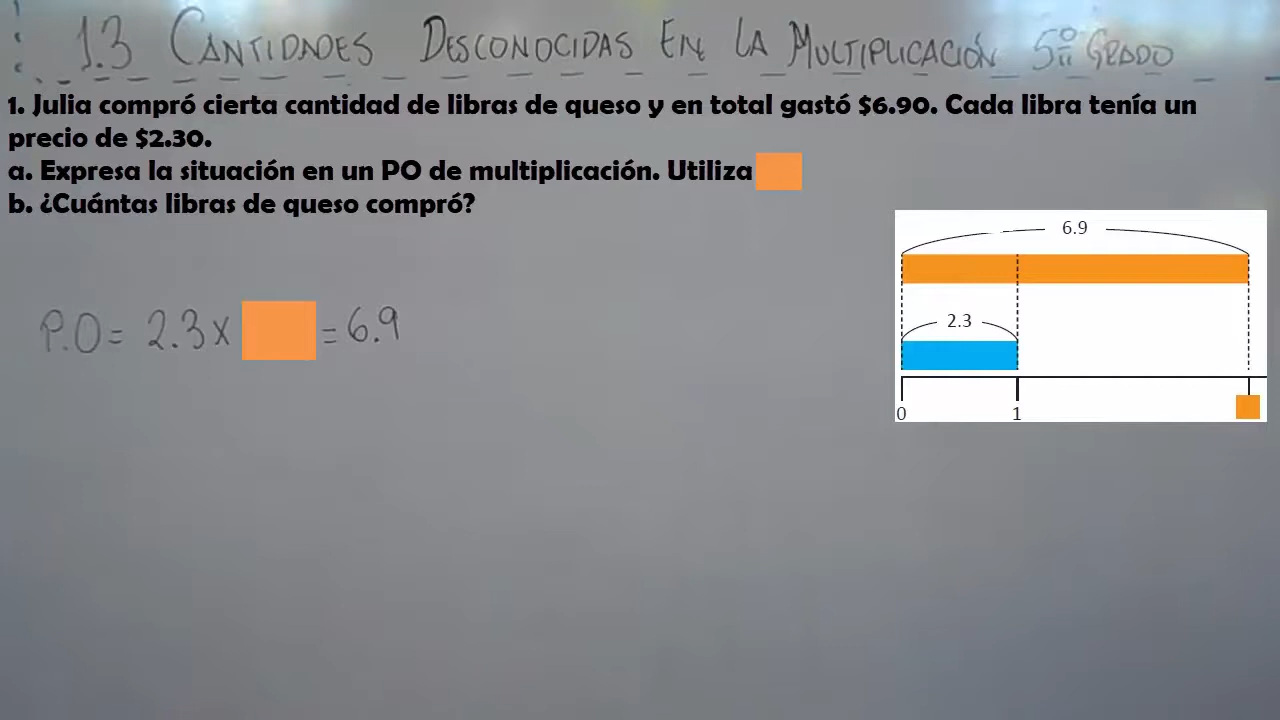 1.3 CANTIDADES DESCONOCIDAS EN LA MULTIPLICACIÓN 5º GRADO
1. Julia compró cierta cantidad de libras de queso y en total gastó $6.90. Cada libra tenía un
precio de $2.30.
a. Expresa la situación en un PO de multiplicación. Utiliza
b. ¿Cuántas libras de queso compró?
6.9
2.3
0 1
P.O = 2.3 x = 6.9